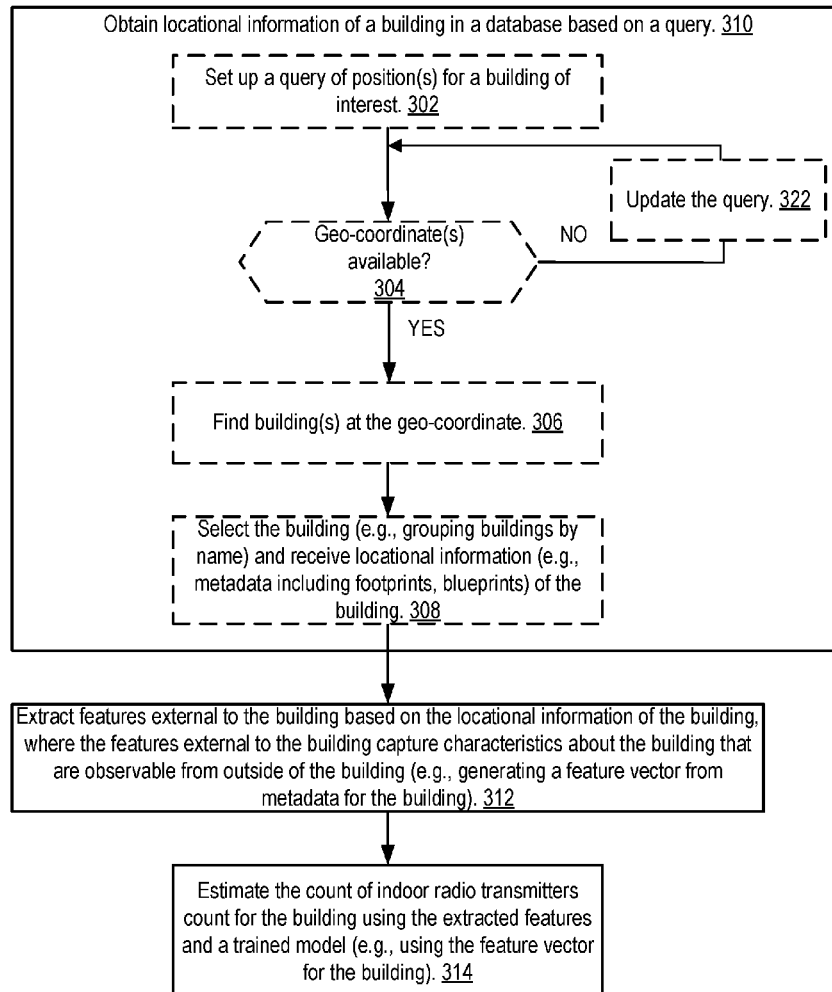 Obtain locational information of a building in a database based on a query. 310
Set up a query of position(s) for a building of
interest. 302
Update the query. 322
Geo-coordinate(s)
available?
304
NO
YES
Find building(s) at the geo-coordinate. 306
Select the building (e.g., grouping buildings by
name) and receive locational information (e.g.,
metadata including footprints, blueprints) of the
building. 308
Extract features external to the building based on the locational information of the building,
where the features external to the building capture characteristics about the building that
are observable from outside of the building (e.g., generating a feature vector from
metadata for the building). 312
Estimate the count of indoor radio transmitters
count for the building using the extracted features
and a trained model (e.g., using the feature vector
for the building). 314